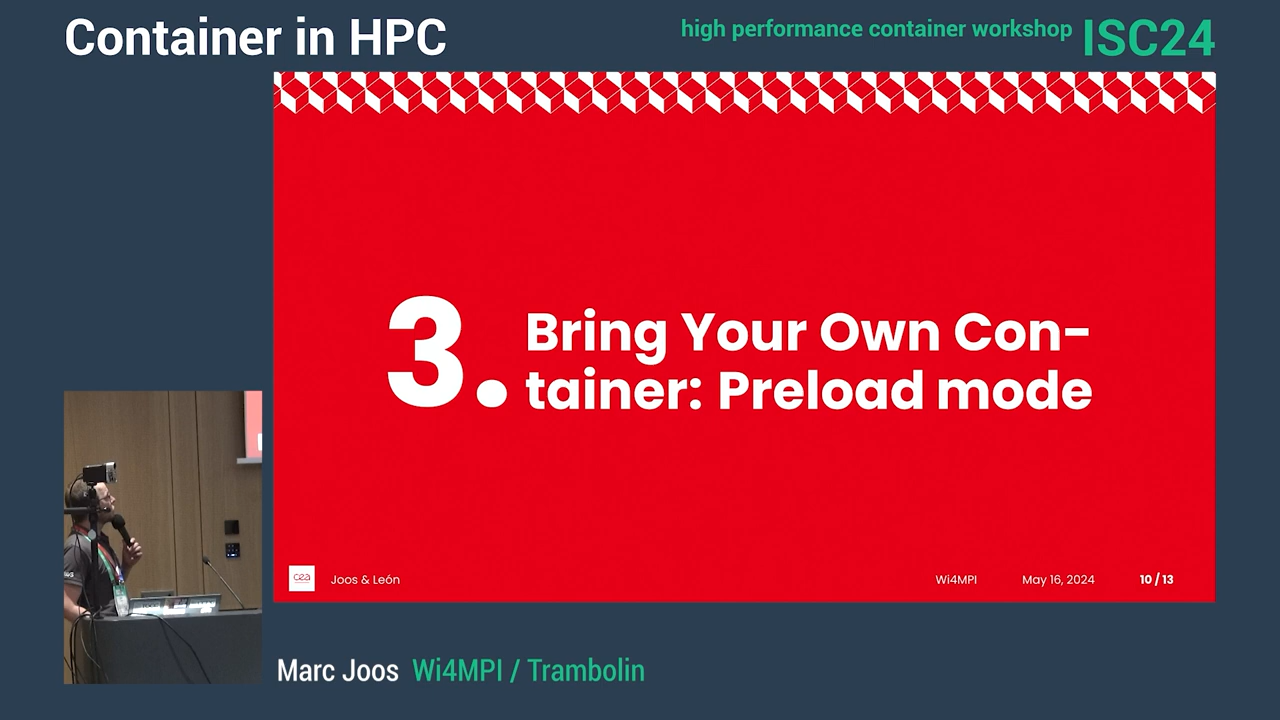 Container in HPC
high performance container workshop ISC24
3. Bring Your Own Con-
tainer: Preload mode
cea
Joos & León
Wi4MPI
May 16, 2024
10 / 13
Marc Joos Wi4MPI / Trambolin